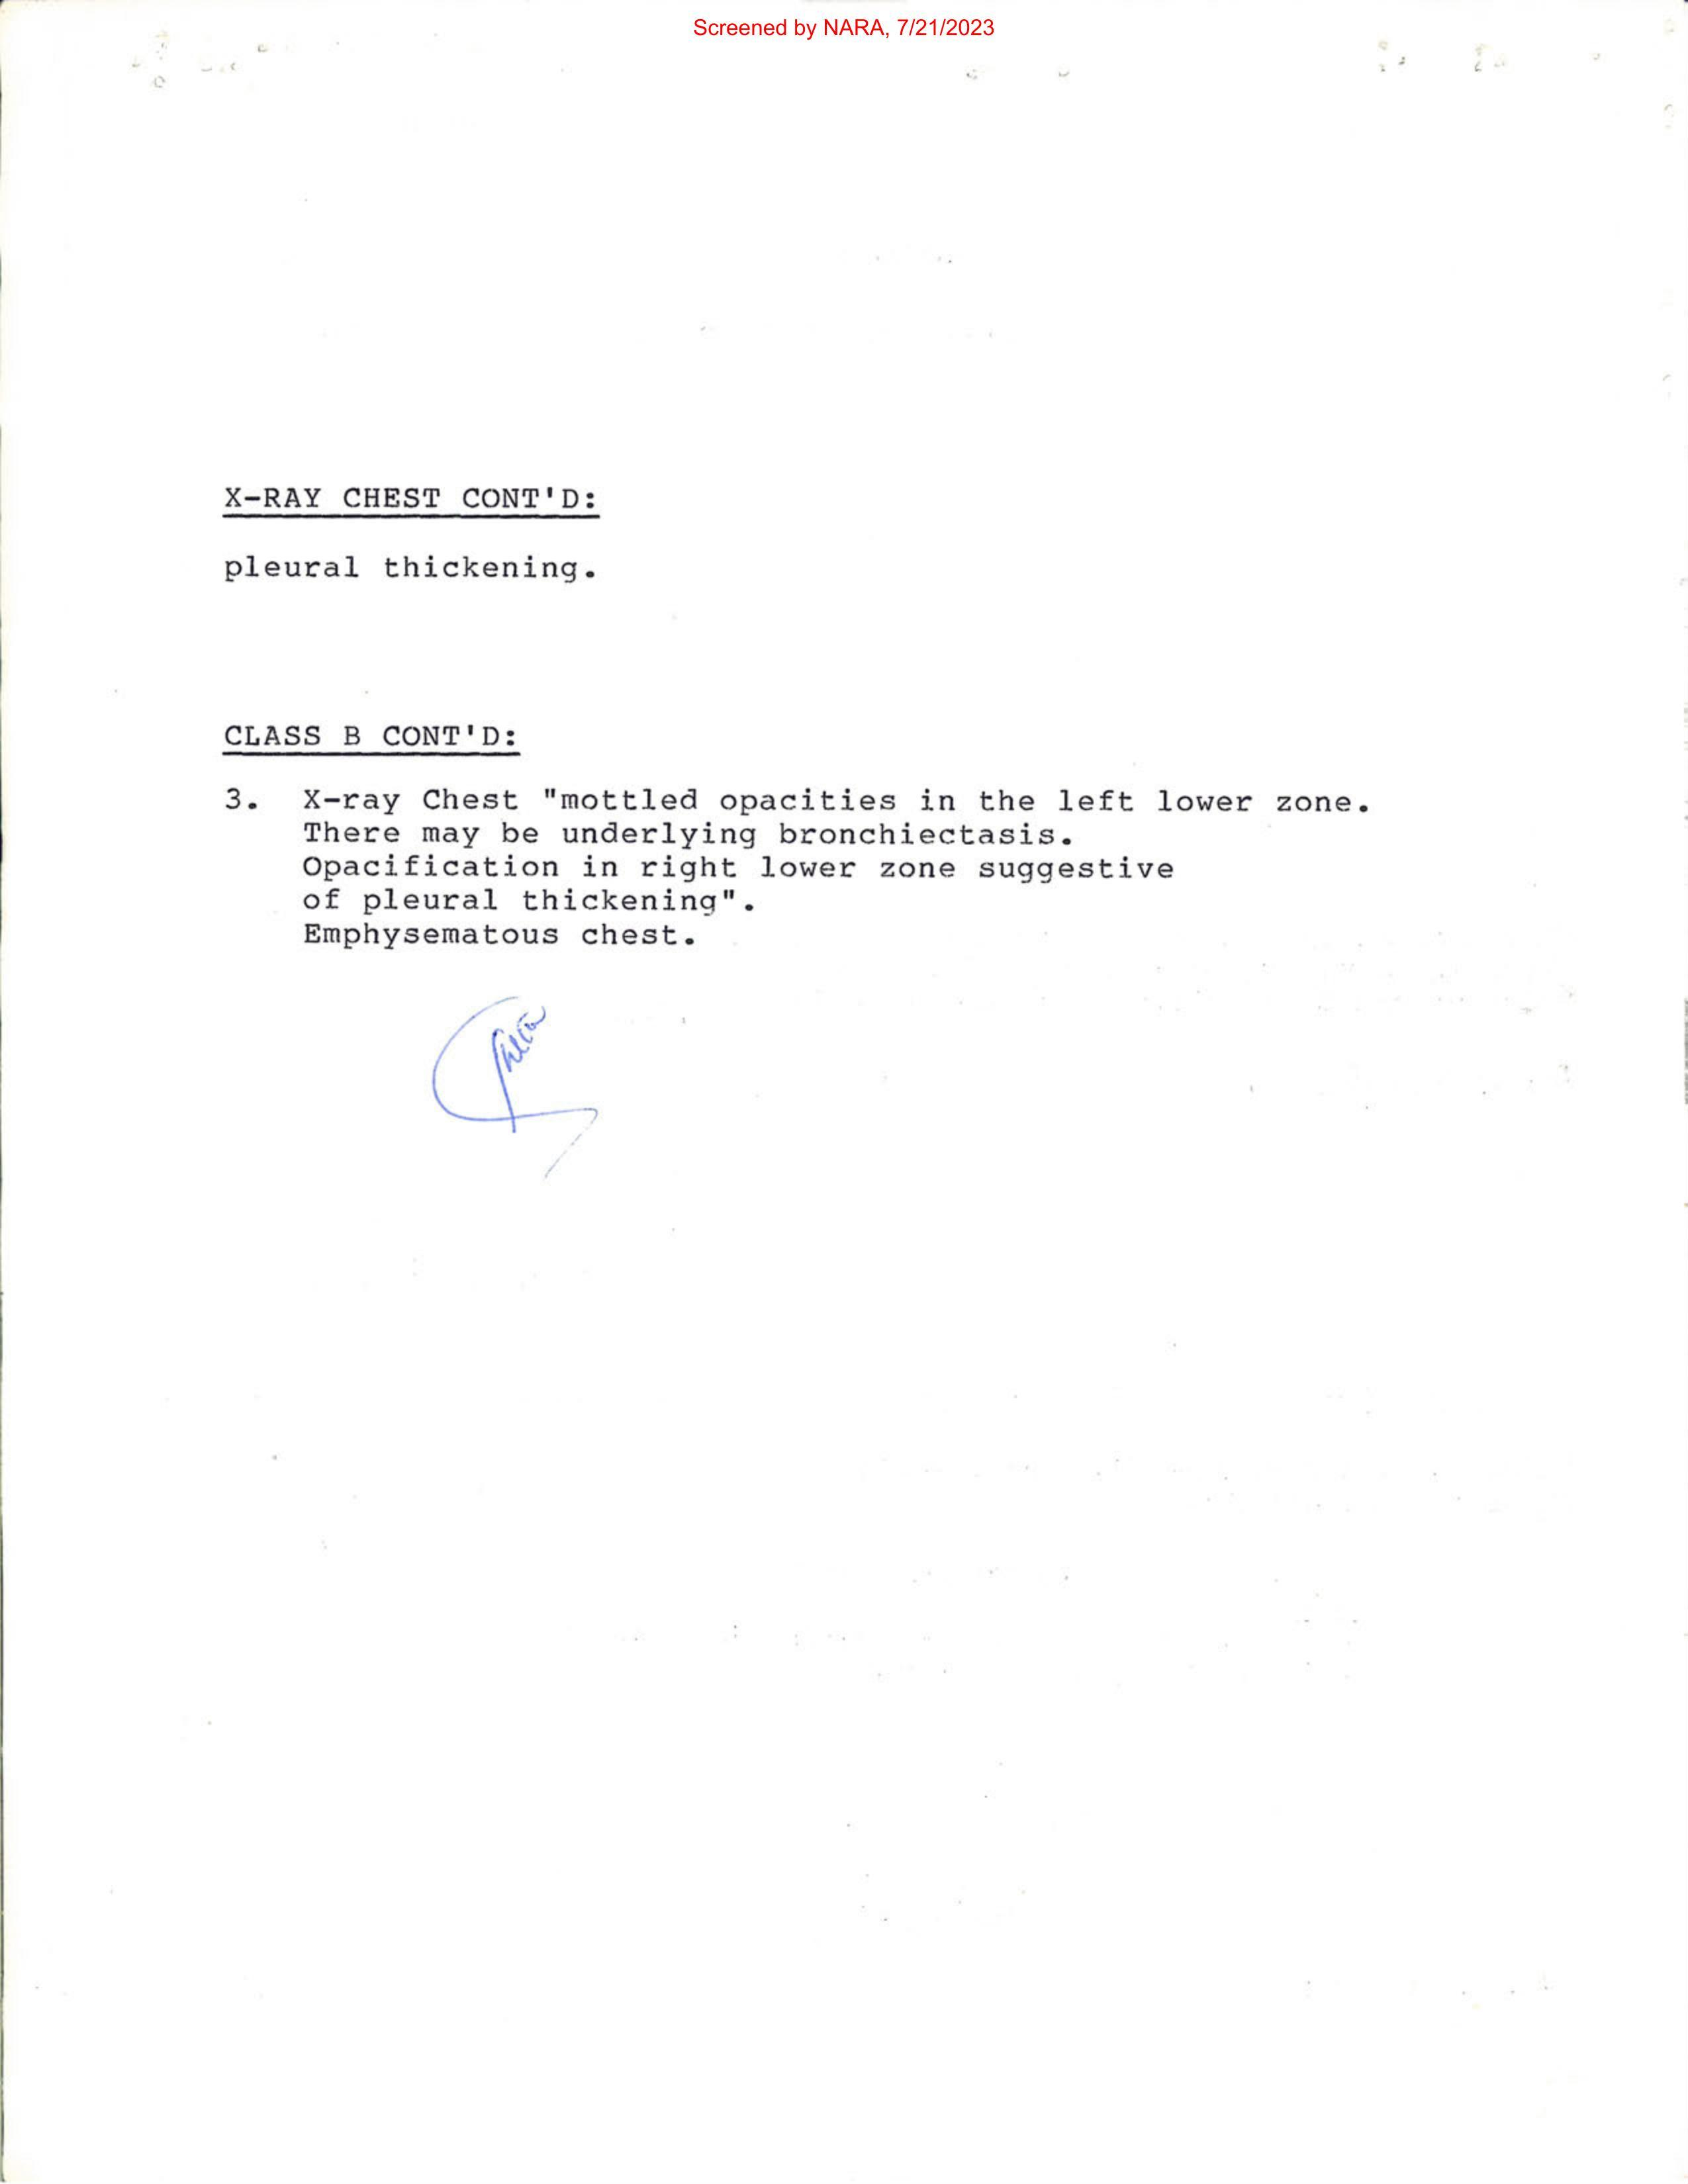 Screened by NARA, 7/21/2023
X-RAY CHEST CONT'D:
pleural thickening.
CLASS B CONT'D:
3. X-ray Chest "mottled opacities in the left lower zone.
There may be underlying bronchiectasis.
Opacification in right lower zone suggestive
of pleural thickening".
Emphysematous chest.